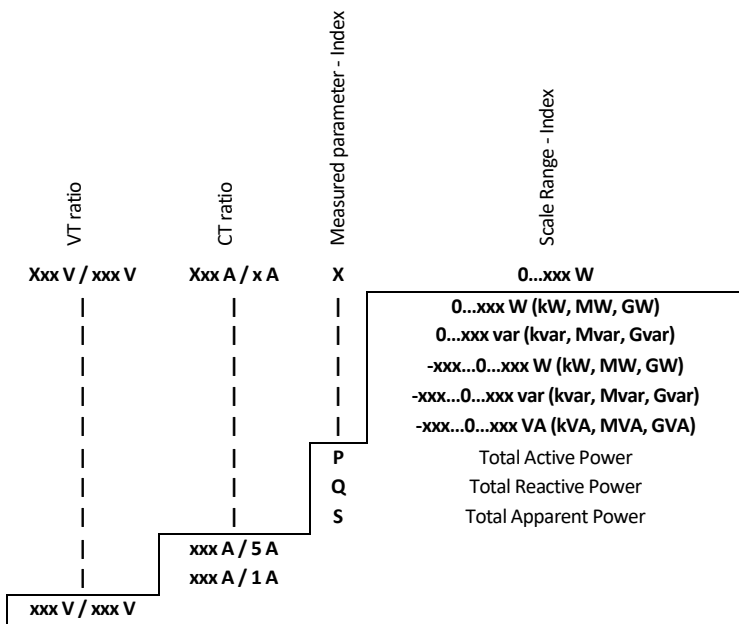 VT ratio
CT ratio
Measured parameter - Index
Scale Range - Index
Xxx V / xxx V Xxx A / x A X 0...xxx W
| | | 0...xxx W (kW, MW, GW)
| | | 0...xxx var (kvar, Mvar, Gvar)
| | | -xxx...0...xxx W (kW, MW, GW)
| | | -xxx...0...xxx var (kvar, Mvar, Gvar)
| | | -xxx...0...xxx VA (kVA, MVA, GVA)
| | P Total Active Power
| | Q Total Reactive Power
| | S Total Apparent Power
| xxx A / 5 A
| xxx A / 1 A
xxx V / xxx V